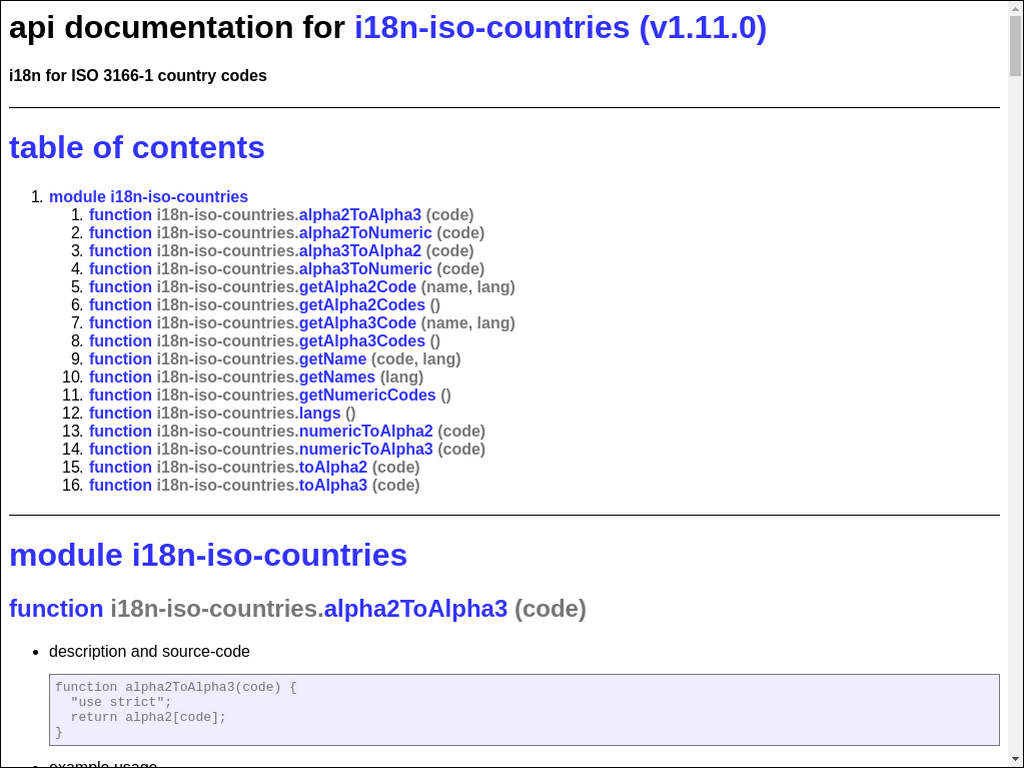 api documentation for i18n-iso-countries (v1.11.0)
i18n for ISO 3166-1 country codes
table of contents
1. module i18n-iso-countries
1. function i18n-iso-countries.alpha2ToAlpha3 (code)
2. function i18n-iso-countries.alpha2ToNumeric (code)
3. function i18n-iso-countries.alpha3ToAlpha2 (code)
4. function i18n-iso-countries.alpha3ToNumeric (code)
5. function i18n-iso-countries.getAlpha2Code (name, lang)
6. function i18n-iso-countries.getAlpha2Codes ()
7. function i18n-iso-countries.getAlpha3Code (name, lang)
8. function i18n-iso-countries.getAlpha3Codes ()
9. function i18n-iso-countries.getName (code, lang)
10. function i18n-iso-countries.getNames (lang)
11. function i18n-iso-countries.getNumericCodes ()
12. function i18n-iso-countries.langs ()
13. function i18n-iso-countries.numericToAlpha2 (code)
14. function i18n-iso-countries.numericToAlpha3 (code)
15. function i18n-iso-countries.toAlpha2 (code)
16. function i18n-iso-countries.toAlpha3 (code)
module i18n-iso-countries
function i18n-iso-countries.alpha2ToAlpha3 (code)
• description and source-code
function alpha2ToAlpha3(code) {
  "use strict";
  return alpha2[code];
}
• example usage